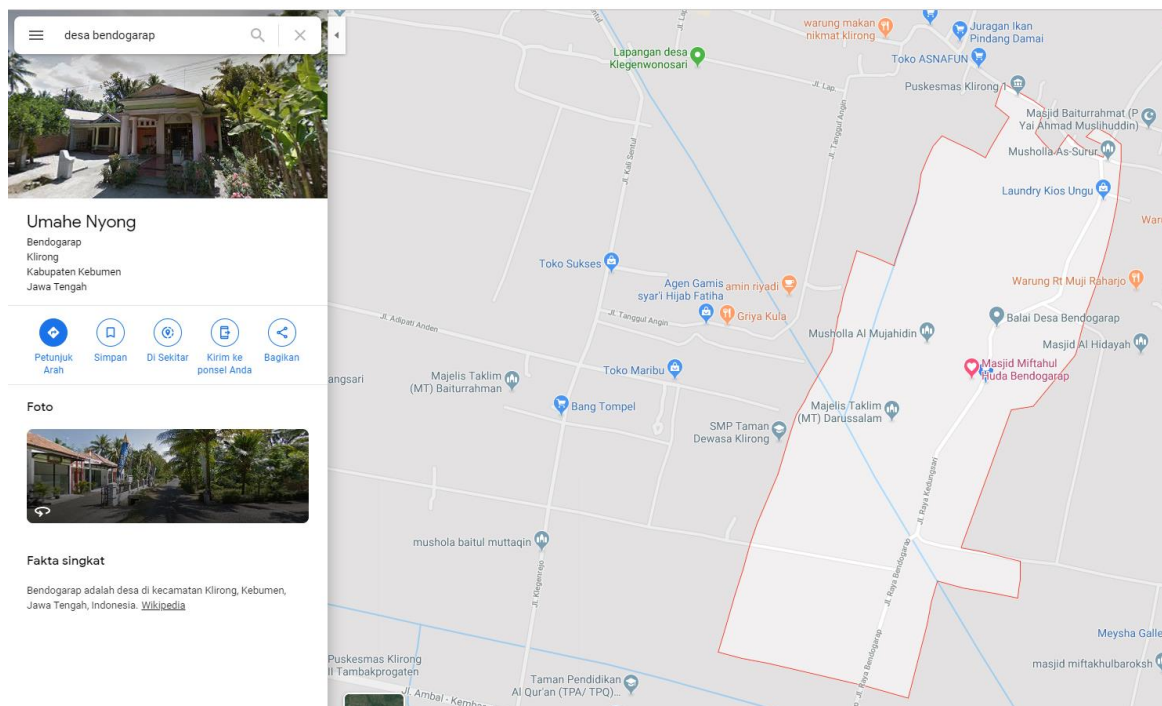 desa bendogarap
Umahe Nyong
Bendogarap
Klirong
Kabupaten Kebumen
Jawa Tengah
Petunjuk
Arah
Simpan
Di Sekitar
Kirim ke
ponsel Anda
Bagikan
Foto
Fakta singkat
Bendogarap adalah desa di kecamatan Klirong, Kebumen,
Jawa Tengah, Indonesia. Wikipedia
warung makan
nikmat klirong
Juragan Ikan
Pindang Damai
Lapangan desa
Klegenwonosari
Toko ASNAFUN
Jl. Lap
Jl. Lap.
Puskesmas Klirong 1
Masjid Baiturrahmat (P
Yai Ahmad Muslihuddin)
Jl. Tanggul Angin
Jl. Kali Sentul
Musholla As-Surur
Laundry Kios Ungu
War
Toko Sukses
Agen Gamis
syar'i Hijab Fatiha
amin riyadi
Warung Rt Muji Raharjo
Jl. Adipati Anden
Jl. Tanggul Angin
Griya Kula
Balai Desa Bendogarap
Musholla Al Mujahidin
Masjid Al Hidayah
angsari
Majelis Taklim
(MT) Baiturrahman
Toko Maribu
Masjid Miftahul
Huda Bendogarap
Bang Tompel
Majelis Taklim
(MT) Darussalam
SMP Taman
Dewasa Klirong
Jl. Raya Kedungsari
mushola baitul muttaqin
Jl. Klegenrejo
Jl. Raya Bendogarap
Jl. Raya Bendogarap
Meysha Galle
Puskesmas Klirong
II Tambakprogaten
masjid miftakhulbaroksh
Taman Pendidikan
Al Qur'an (TPA/ TPQ)...
Jl. Ambal - Kemb